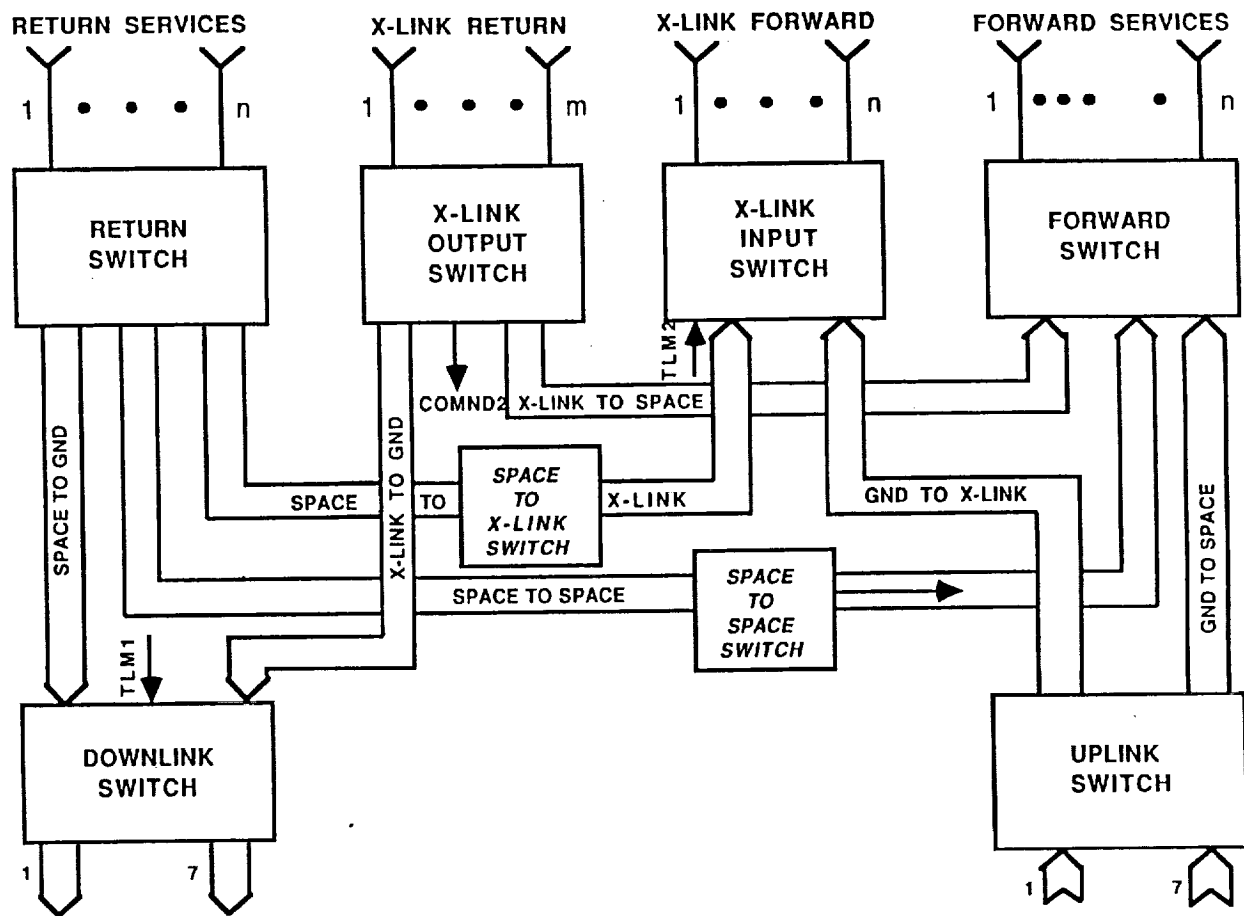 RETURN SERVICES
X-LINK RETURN
X-LINK FORWARD
FORWARD SERVICES
1
n
1
m
1
n
1
n
RETURN
SWITCH
X-LINK
OUTPUT
SWITCH
X-LINK
INPUT
SWITCH
FORWARD
SWITCH
TLM2
COMND2
X-LINK TO SPACE
SPACE TO GND
X-LINK TO GND
SPACE TO
SPACE
TO
X-LINK
SWITCH
X-LINK
GND TO X-LINK
GND TO SPACE
SPACE TO SPACE
SPACE
TO
SPACE
SWITCH
TLM1
DOWNLINK
SWITCH
UPLINK
SWITCH
1
7
1
7